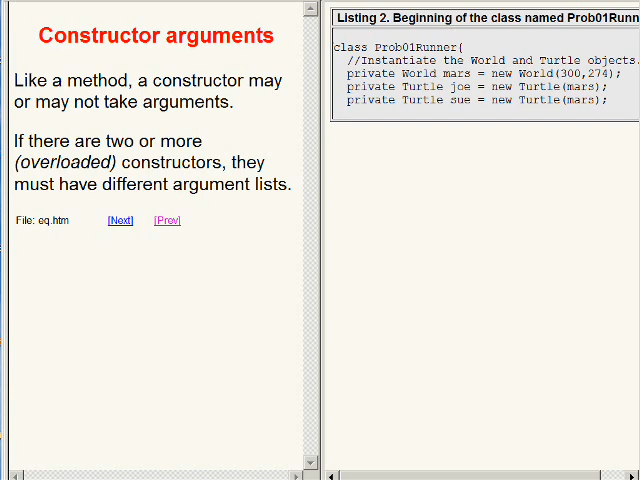 Constructor arguments
Like a method, a constructor may
or may not take arguments.
If there are two or more
(overloaded) constructors, they
must have different argument lists.
File: eq.htm [Next] [Prev]
Listing 2. Beginning of the class named Prob01Runne
class Prob01Runner{
//Instantiate the World and Turtle objects.
private World mars = new World(300,274);
private Turtle joe = new Turtle(mars);
private Turtle sue = new Turtle(mars);